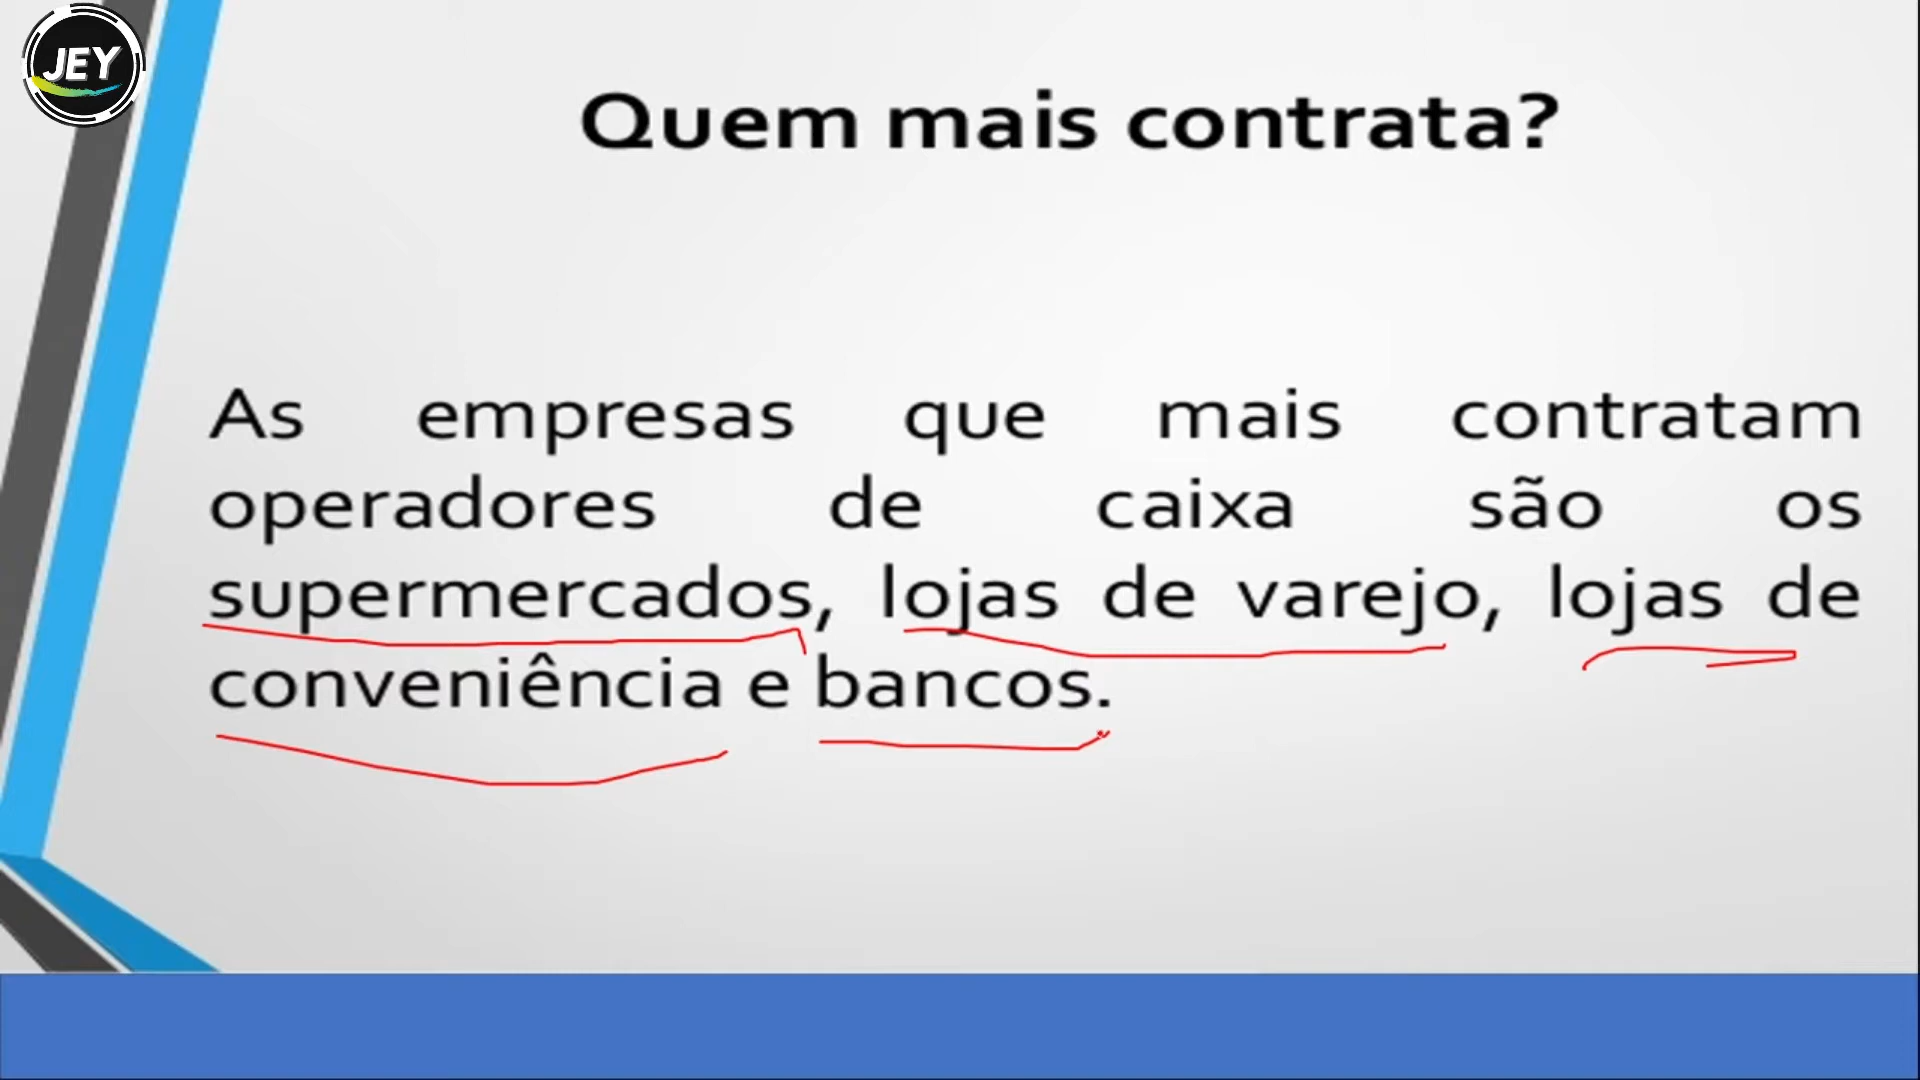 JEY
Quem mais contrata?
As empresas que mais contratam
operadores de caixa são os
supermercados, lojas de varejo, lojas de
conveniência e bancos.